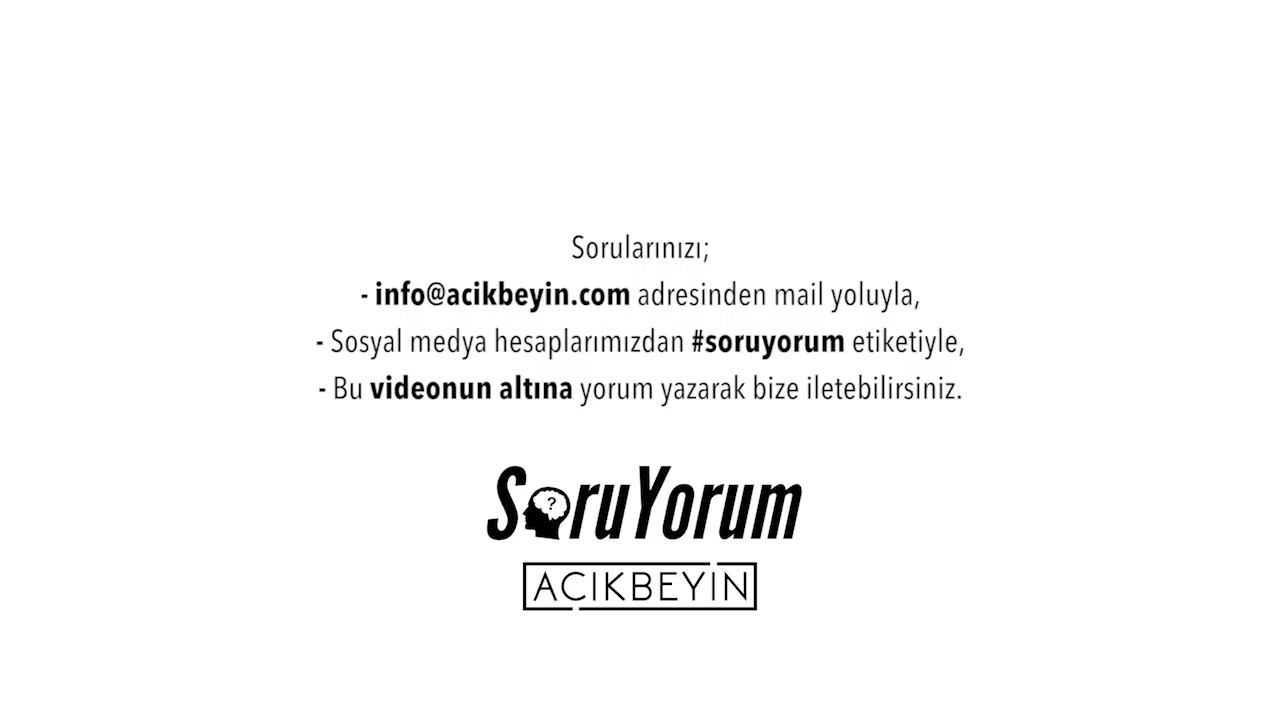 Sorularınızı;
- info@acikbeyin.com adresinden mail yoluyla,
- Sosyal medya hesaplarımızdan #soruyorum etiketiyle,
- Bu videonun altına yorum yazarak bize iletebilirsiniz.
SoruYorum
AÇIKBEYİN